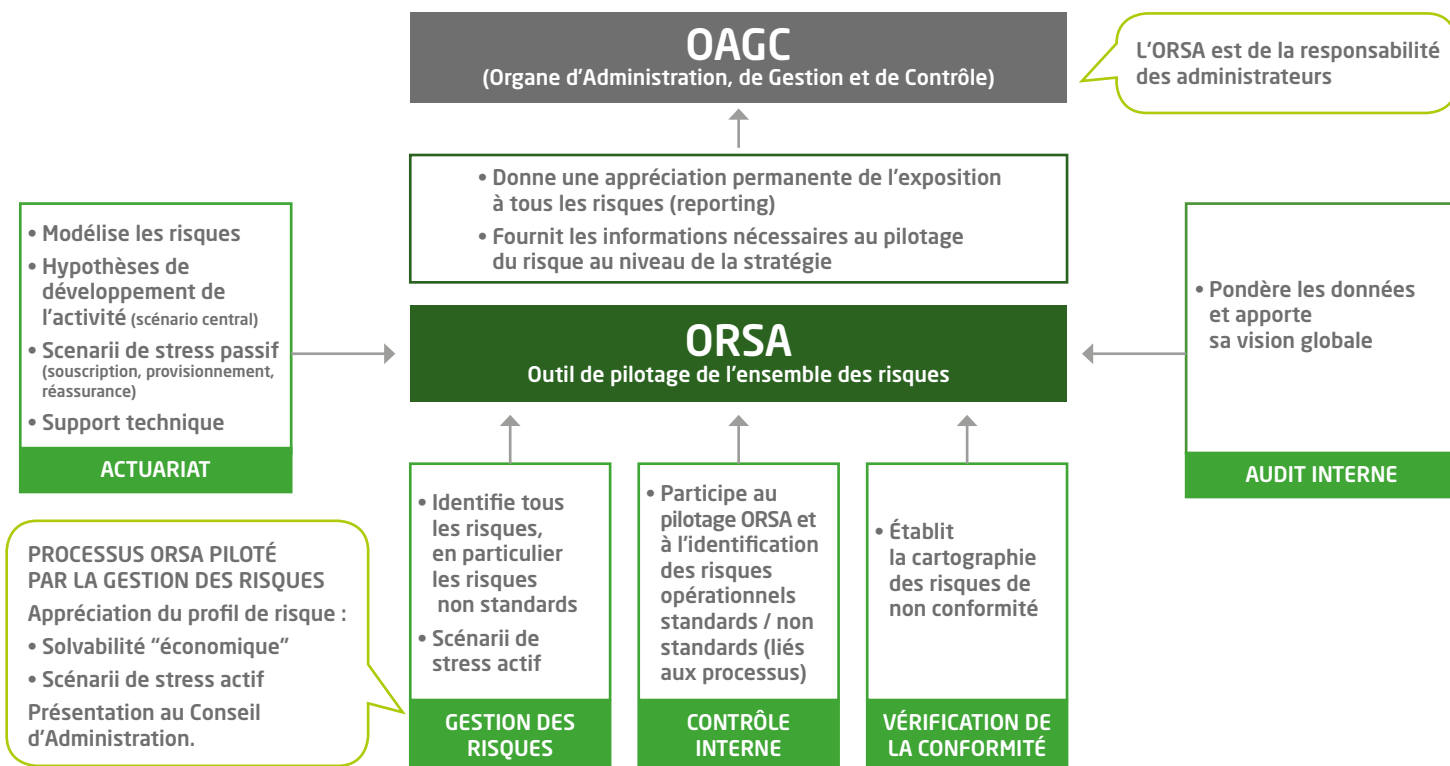 OAGC
(Organe d'Administration, de Gestion et de Contrôle)
L'ORSA est de la responsabilité
des administrateurs
• Donne une appréciation permanente de l'exposition
à tous les risques (reporting)
• Fournit les informations nécessaires au pilotage
du risque au niveau de la stratégie
• Modélise les risques
• Hypothèses de
développement de
l'activité (scénario central)
• Scenarii de stress passif
(souscription, provisionnement,
réassurance)
• Support technique
ACTUARIAT
ORSA
Outil de pilotage de l'ensemble des risques
• Pondère les données
et apporte
sa vision globale
AUDIT INTERNE
PROCESSUS ORSA PILOTÉ
PAR LA GESTION DES RISQUES
Appréciation du profil de risque :
• Solvabilité “économique”
• Scénarii de stress actif
Présentation au Conseil
d'Administration.
• Identifie tous
les risques,
en particulier
les risques
non standards
• Scénarii de
stress actif
GESTION DES
RISQUES
• Participe au
pilotage ORSA et
à l'identification
des risques
opérationnels
standards / non
standards (liés
aux processus)
CONTRÔLE
INTERNE
• Établit
la cartographie
des risques de
non conformité
VÉRIFICATION DE
LA CONFORMITÉ